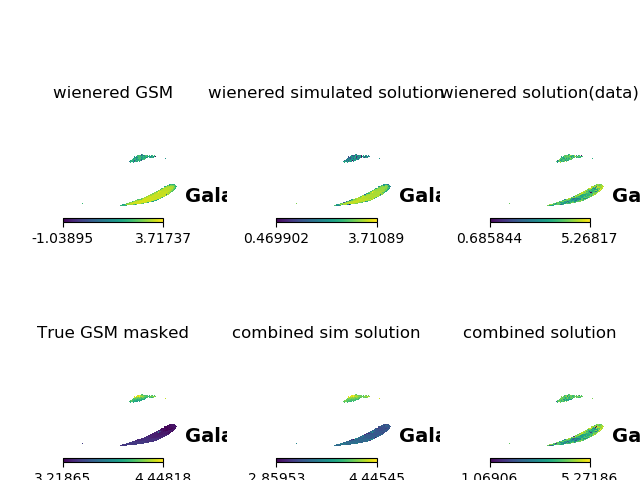 wienered GSM
wienered simulated solution
wienered solution(data)
Gala
Gala
Ga
-1.03895 3.71737
0.469902 3.71089
0.685844 5.26817
True GSM masked
combined sim solution
combined solution
Gala
Gala
Ga
3.21865 4.44818
2.85953 4.44545
1.06906 5.27186